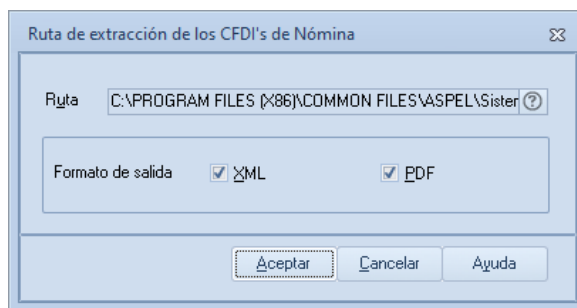 Ruta de extracción de los CFDI's de Nómina
Ruta C:\PROGRAM FILES (X86)\COMMON FILES\ASPEL\Sister ?
Formato de salida XML PDF
Aceptar Cancelar Ayuda